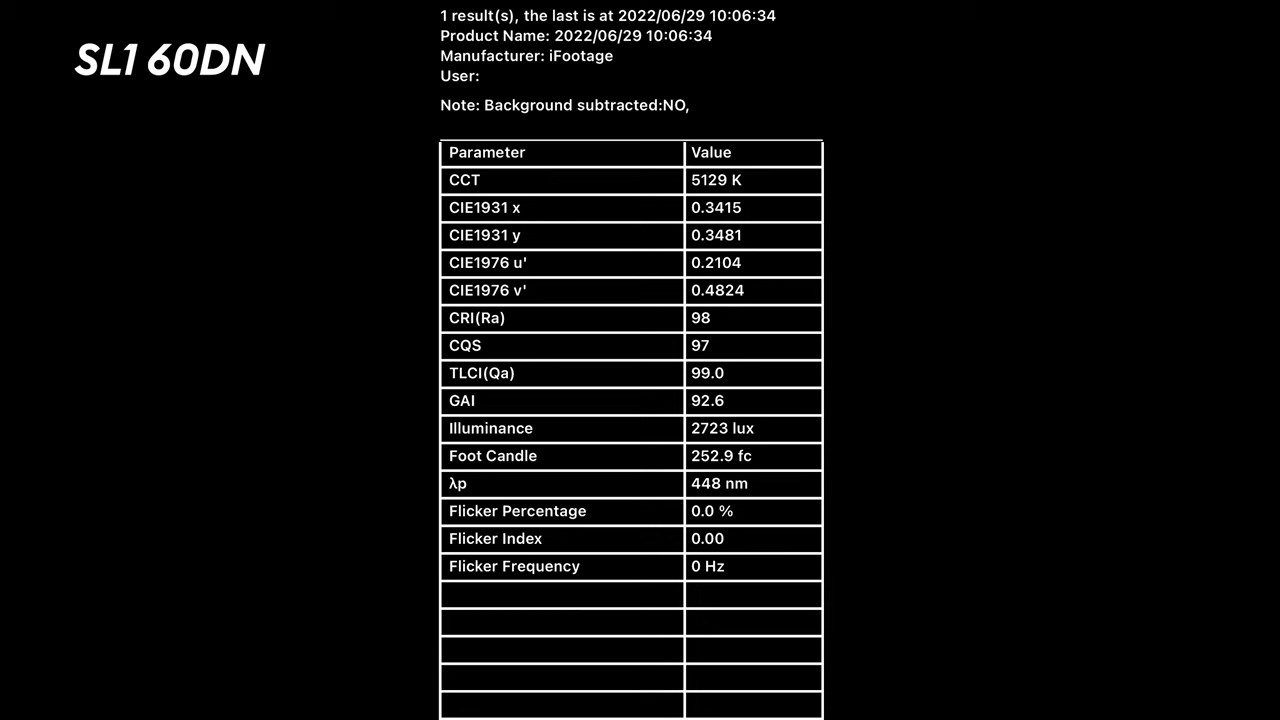 SL1 60DN
1 result(s), the last is at 2022/06/29 10:06:34
Product Name: 2022/06/29 10:06:34
Manufacturer: iFootage
User:
Note: Background subtracted:NO,
Parameter Value
CCT 5129 K
CIE1931 x 0.3415
CIE1931 y 0.3481
CIE1976 u' 0.2104
CIE1976 v' 0.4824
CRI(Ra) 98
CQS 97
TLCI(Qa) 99.0
GAI 92.6
Illuminance 2723 lux
Foot Candle 252.9 fc
λp 448 nm
Flicker Percentage 0.0 %
Flicker Index 0.00
Flicker Frequency 0 Hz